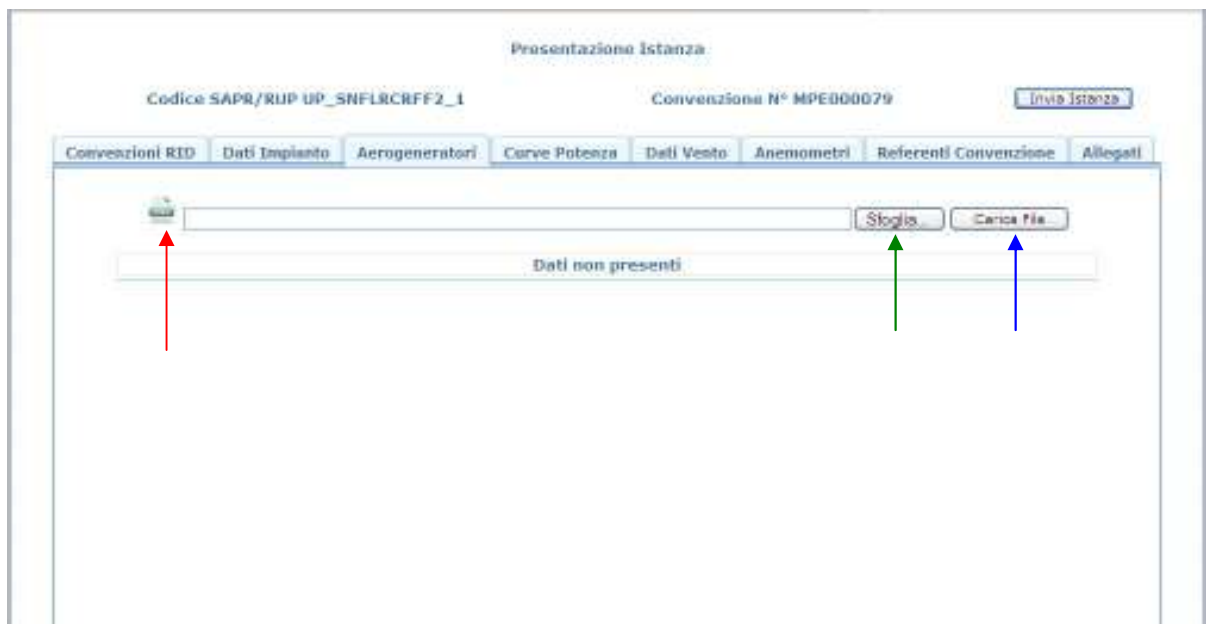 Presentazione Istanza
Codice SAPR/RUP UP_SNFLRCRFF2_1 Convenzione N° MPE000079 Invia Istanza
Convenzioni RID Dati Impianto Aerogeneratori Curve Potenza Dati Vento Anemometri Referenti Convenzione Allegati
Sfoglia... Carica File
Dati non presenti